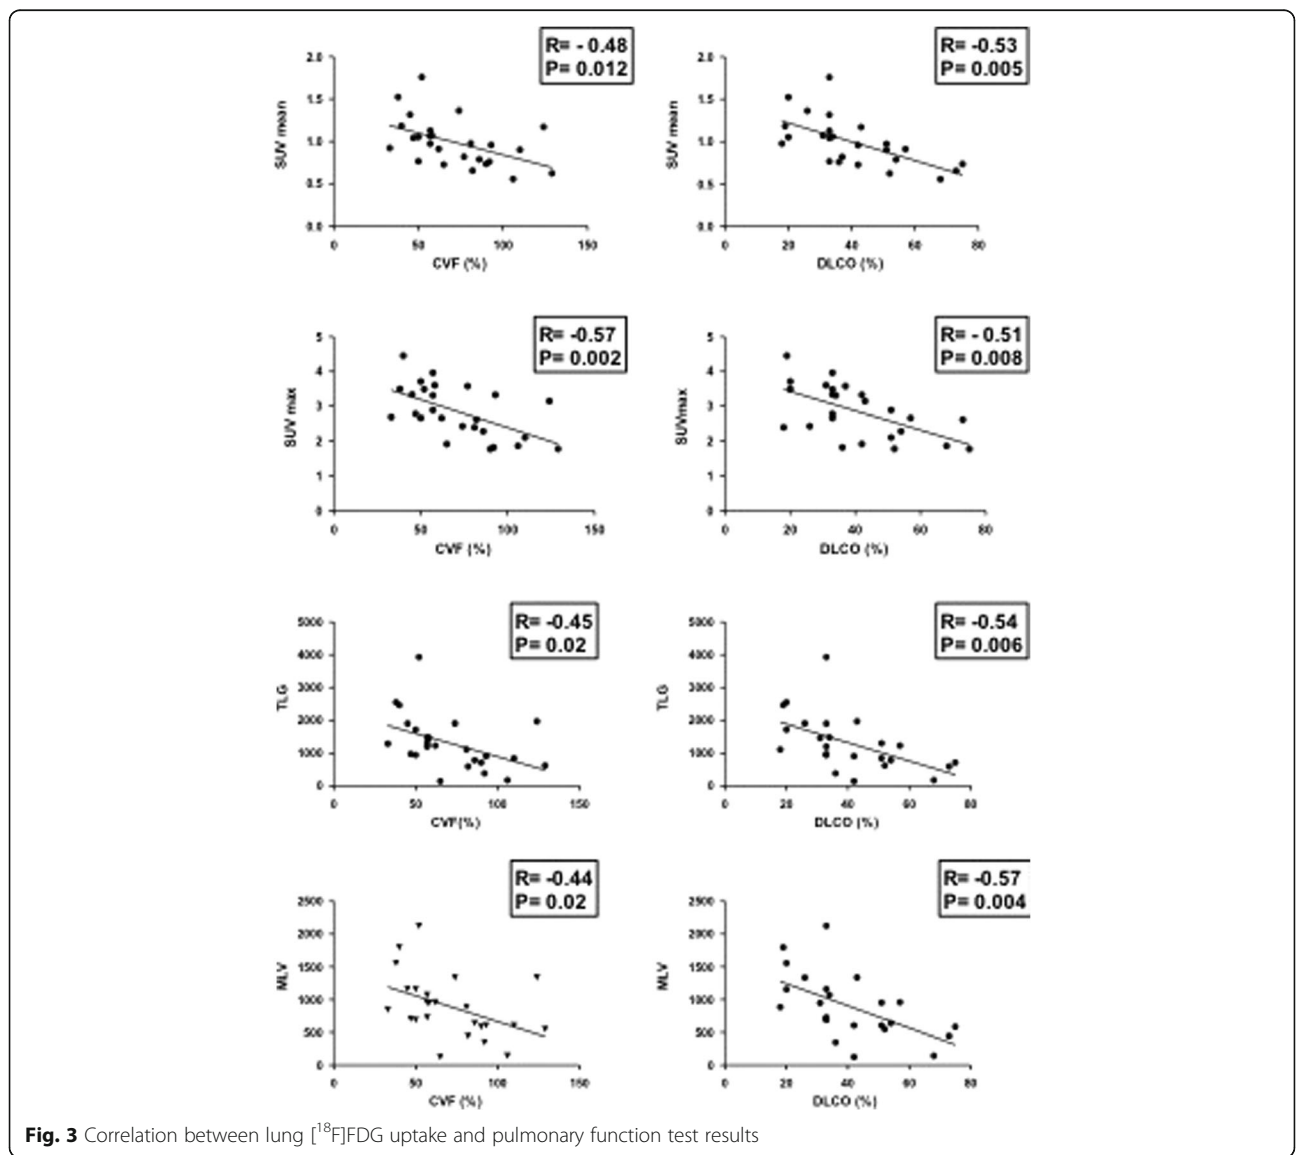 R= - 0.48
P= 0.012
2.0
1.5
1.0
0.5
0.0
SUV mean
0 50 100 150
CVF (%)
R= -0.53
P= 0.005
2.0
1.5
1.0
0.5
0.0
SUV mean
0 20 40 60 80
DLCO (%)
R= -0.57
P= 0.002
5
4
3
2
1
0
SUV max
0 50 100 150
CVF (%)
R= - 0.51
P= 0.008
5
4
3
2
1
0
SUVmax
0 20 40 60 80
DLCO (%)
R= -0.45
P= 0.02
5000
4000
3000
2000
1000
0
TLG
0 50 100 150
CVF(%)
R= -0.54
P= 0.006
5000
4000
3000
2000
1000
0
TLG
0 20 40 60 80
DLCO (%)
R= -0.44
P= 0.02
2500
2000
1500
1000
500
0
MLV
0 50 100 150
CVF (%)
R= -0.57
P= 0.004
2500
2000
1500
1000
500
0
MLV
0 20 40 60 80
DLCO (%)
Fig. 3 Correlation between lung [18F]FDG uptake and pulmonary function test results